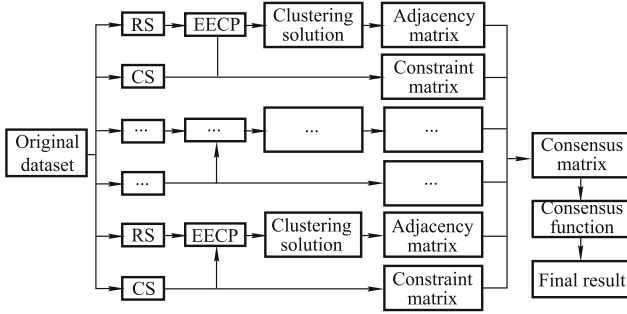 RS
EECP
Clustering
solution
Adjacency
matrix
CS
Constraint
matrix
...
...
...
...
Original
dataset
...
...
Consensus
matrix
Consensus
function
Final result
RS
EECP
Clustering
solution
Adjacency
matrix
CS
Constraint
matrix